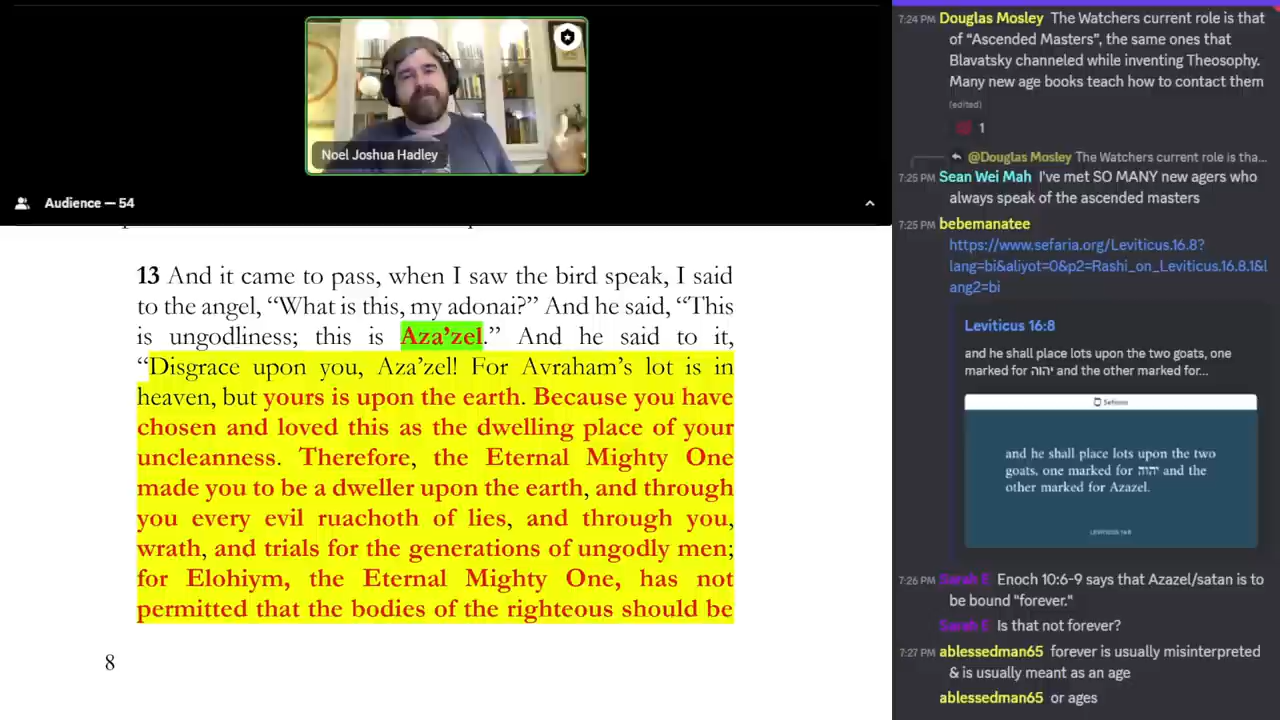 Noel Joshua Hadley
Audience — 54
13 And it came to pass, when I saw the bird speak, I said
to the angel, “What is this, my adonai?” And he said, “This
is ungodliness; this is Aza’zel.” And he said to it,
“Disgrace upon you, Aza’zel! For Avraham’s lot is in
heaven, but yours is upon the earth. Because you have
chosen and loved this as the dwelling place of your
uncleanness. Therefore, the Eternal Mighty One
made you to be a dweller upon the earth, and through
you every evil ruachoth of lies, and through you,
wrath, and trials for the generations of ungodly men;
for Elohiym, the Eternal Mighty One, has not
permitted that the bodies of the righteous should be
8
7:24 PM Douglas Mosley The Watchers current role is that
of “Ascended Masters”, the same ones that
Blavatsky channeled while inventing Theosophy.
Many new age books teach how to contact them
(edited)
1
@Douglas Mosley The Watchers current role is tha...
7:25 PM Sean Wei Mah I've met SO MANY new agers who
always speak of the ascended masters
7:25 PM bebemanatee
https://www.sefaria.org/Leviticus.16.8?
lang=bi&aliyot=0&p2=Rashi_on_Leviticus.16.8.1&l
ang2=bi
Leviticus 16:8
and he shall place lots upon the two goats, one
marked for יהוה and the other marked for...
Sefaria
and he shall place lots upon the two
goats, one marked for יהוה and the
other marked for Azazel.
LEVITICUS 16:8
7:26 PM Sarah E Enoch 10:6-9 says that Azazel/satan is to
be bound "forever."
Sarah E Is that not forever?
7:27 PM ablessedman65 forever is usually misinterpreted
& is usually meant as an age
ablessedman65 or ages